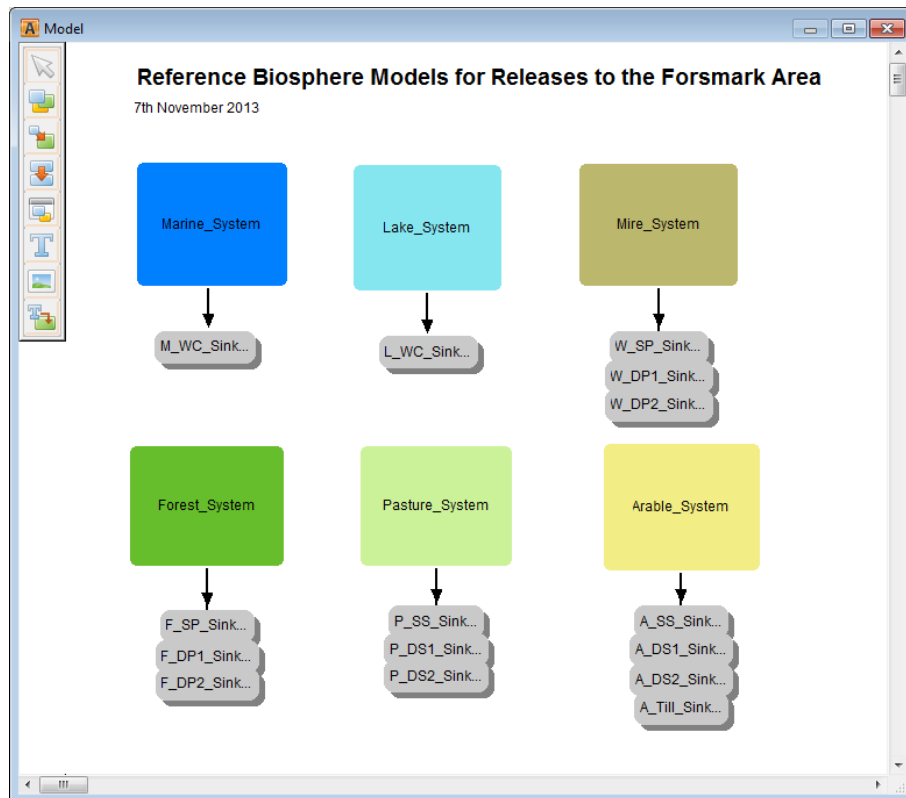 Model
Reference Biosphere Models for Releases to the Forsmark Area
7th November 2013
Marine_System
Lake_System
Mire_System
M_WC_Sink...
L_WC_Sink...
W_SP_Sink...
W_DP1_Sink...
W_DP2_Sink...
Forest_System
Pasture_System
Arable_System
F_SP_Sink...
F_DP1_Sink...
F_DP2_Sink...
P_SS_Sink...
P_DS1_Sink...
P_DS2_Sink...
A_SS_Sink...
A_DS1_Sink...
A_DS2_Sink...
A_Till_Sink...